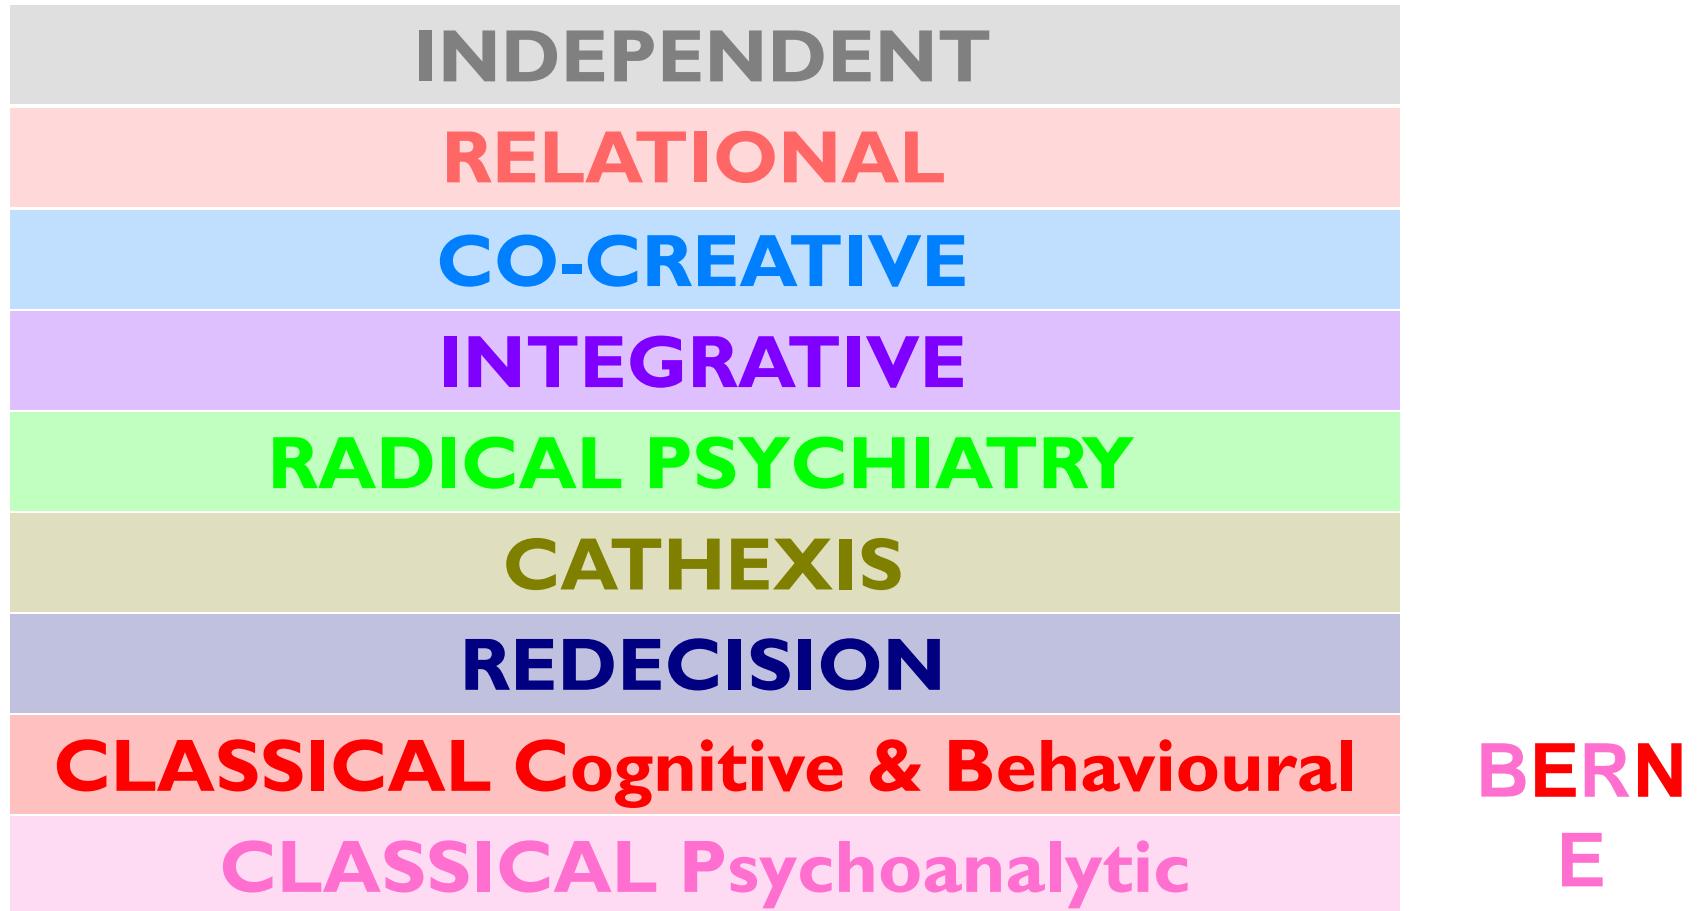 INDEPENDENT
RELATIONAL
CO-CREATIVE
INTEGRATIVE
RADICAL PSYCHIATRY
CATHEXIS
REDECISION
CLASSICAL Cognitive & Behavioural
CLASSICAL Psychoanalytic
BERN
E